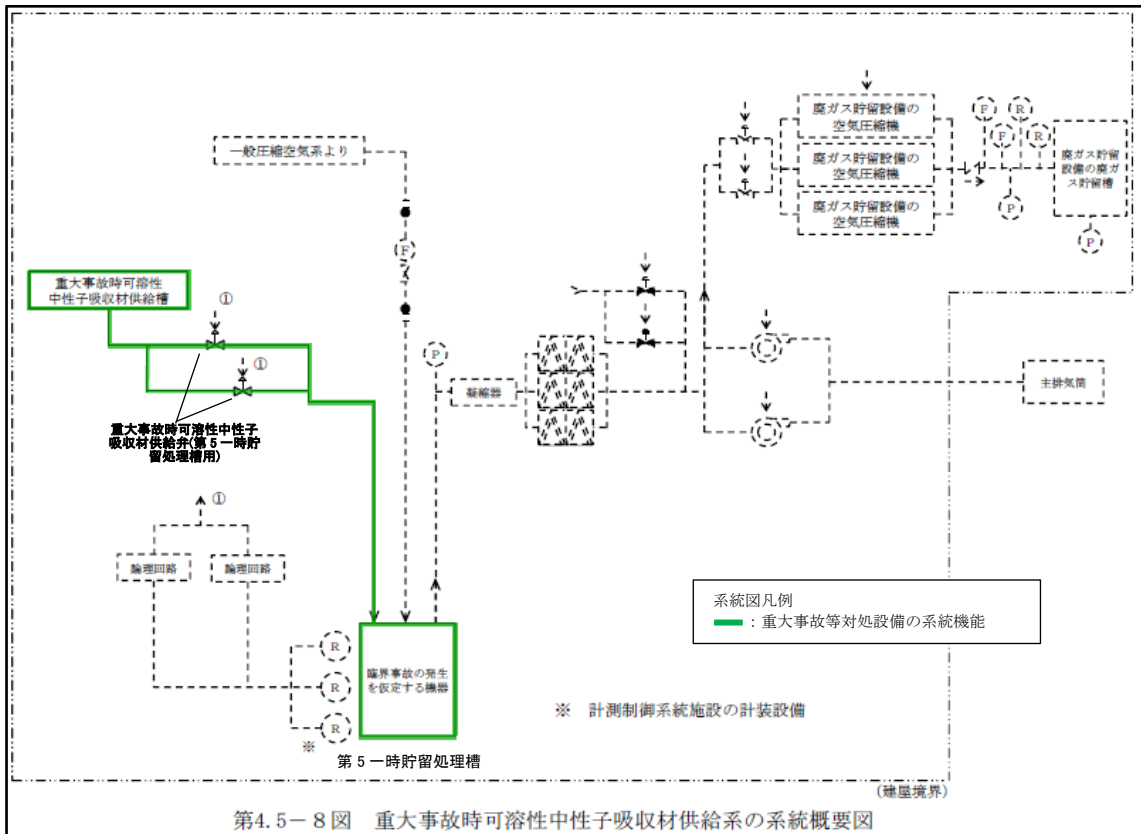 一般圧縮空気系より
廃ガス貯留設備の
空気圧縮機
廃ガス貯留設備の
空気圧縮機
廃ガス貯留設備の
空気圧縮機
F
R
F
R
廃ガス貯留
設備の廃ガ
ス貯留槽
P
P
F
重大事故時可溶性
中性子吸収材供給槽
①
①
重大事故時可溶性中性子
吸収材供給弁(第5一時貯
留処理槽用)
P
凝縮器
主排気筒
①
論理回路
論理回路
R
R
R
※
臨界事故の発生
を仮定する機器
第5一時貯留処理槽
系統図凡例
:重大事故等対処設備の系統機能
※ 計測制御系統施設の計装設備
(建屋境界)
第4.5-8図 重大事故時可溶性中性子吸収材供給系の系統概要図